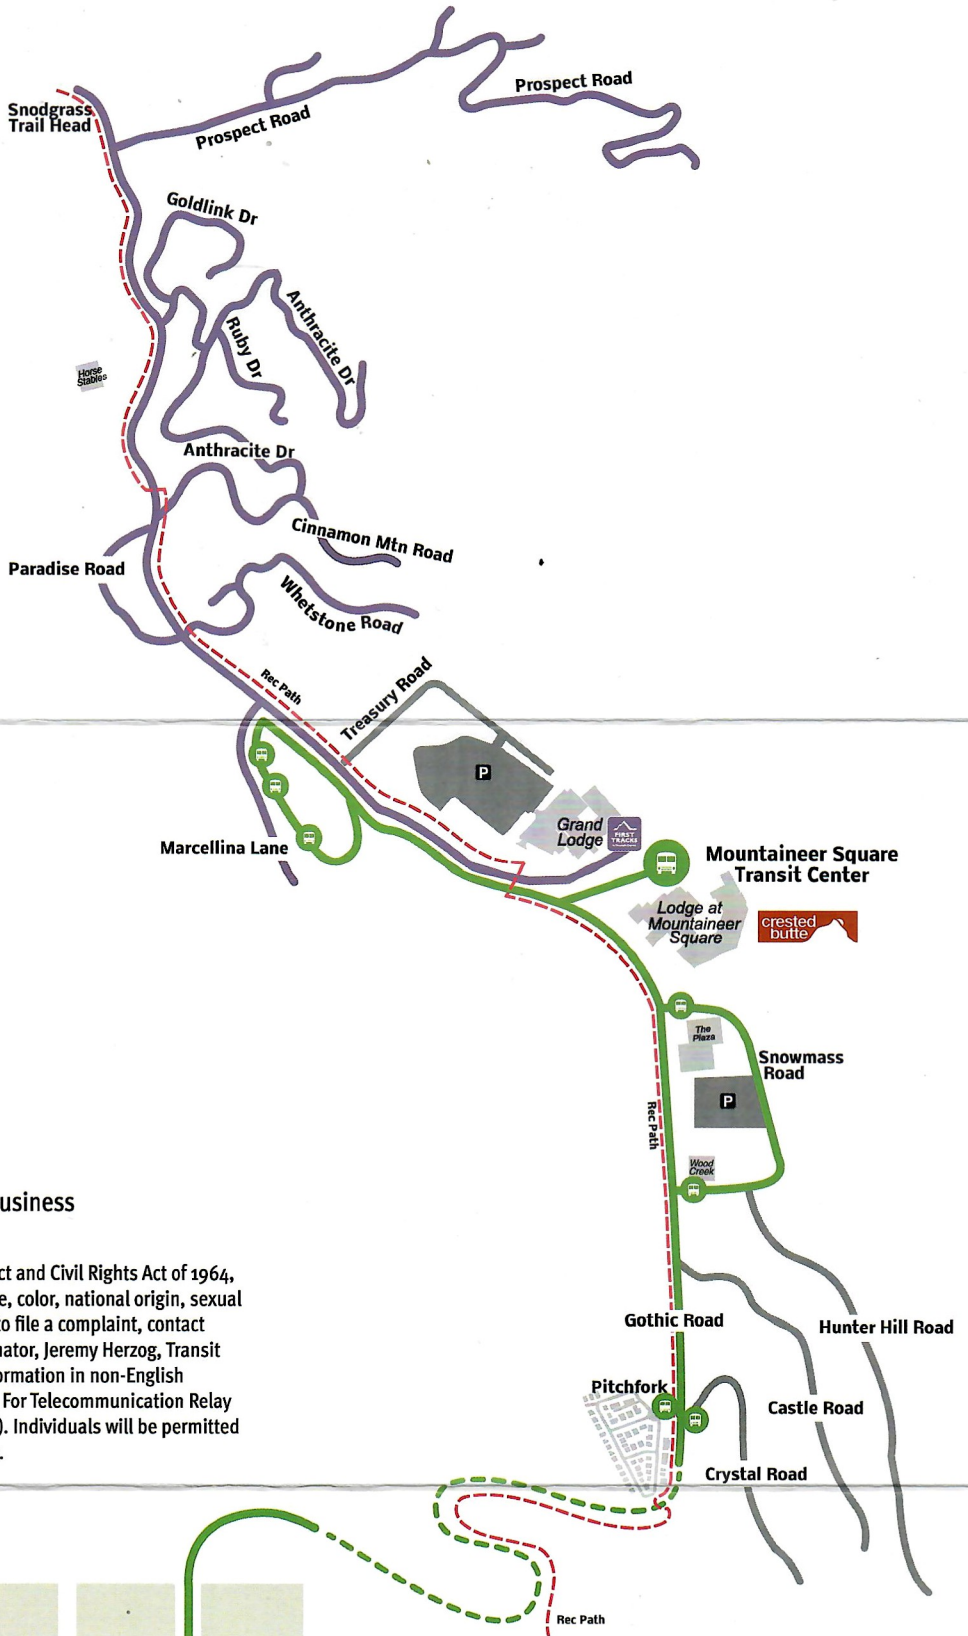 Prospect Road
Snodgrass
Trail Head
Prospect Road
Goldlink Dr
Anthracite Dr
Ruby Dr
Horse
Stables
Anthracite Dr
Cinnamon Mtn Road
Paradise Road
Whetstone Road
Rec Path
Treasury Road
P
Grand
Lodge
FIRST
TRACKS
Marcellina Lane
Mountaineer Square
Transit Center
Lodge at
Mountaineer
Square
crested
butte
The
Plaza
Snowmass
Road
P
Rec Path
Wood
Creek
usiness
ct and Civil Rights Act of 1964,
e, color, national origin, sexual
to file a complaint, contact
nator, Jeremy Herzog, Transit
ormation in non-English
For Telecommunication Relay
). Individuals will be permitted
.
Gothic Road
Hunter Hill Road
Pitchfork
Castle Road
Crystal Road
Rec Path